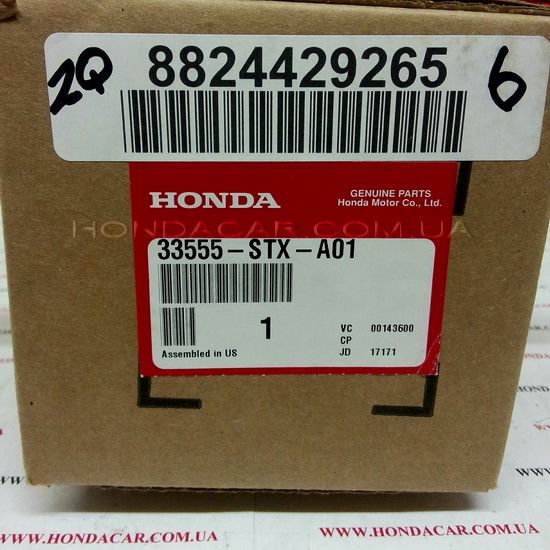 ZQ 8824429265 6
HONDA GENUINE PARTS
Honda Motor Co., Ltd.
HONDACAR.COM.UA
33555-STX-A01
1 VC 00143600
CP
Assembled in US JD 17171
WWW.HONDACAR.COM.UA